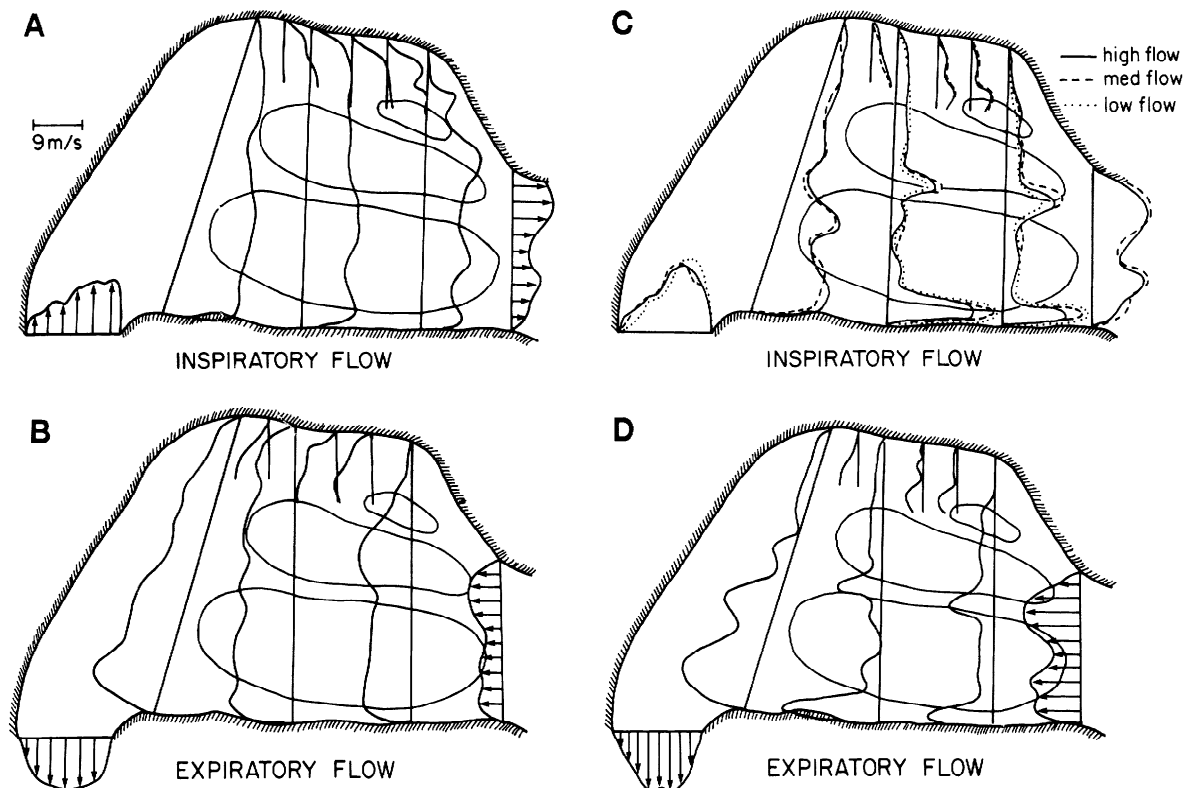 A
9m/s
INSPIRATORY FLOW
C
high flow
med flow
low flow
INSPIRATORY FLOW
B
EXPIRATORY FLOW
D
EXPIRATORY FLOW